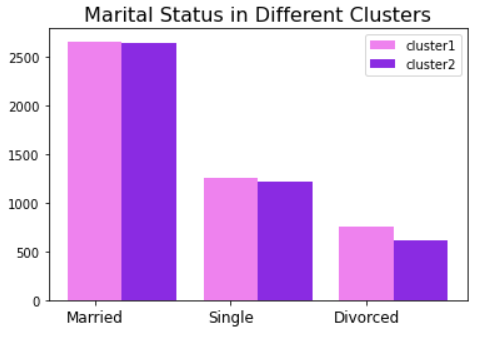 Marital Status in Different Clusters
cluster1
cluster2
2500
2000
1500
1000
500
0
Married Single Divorced